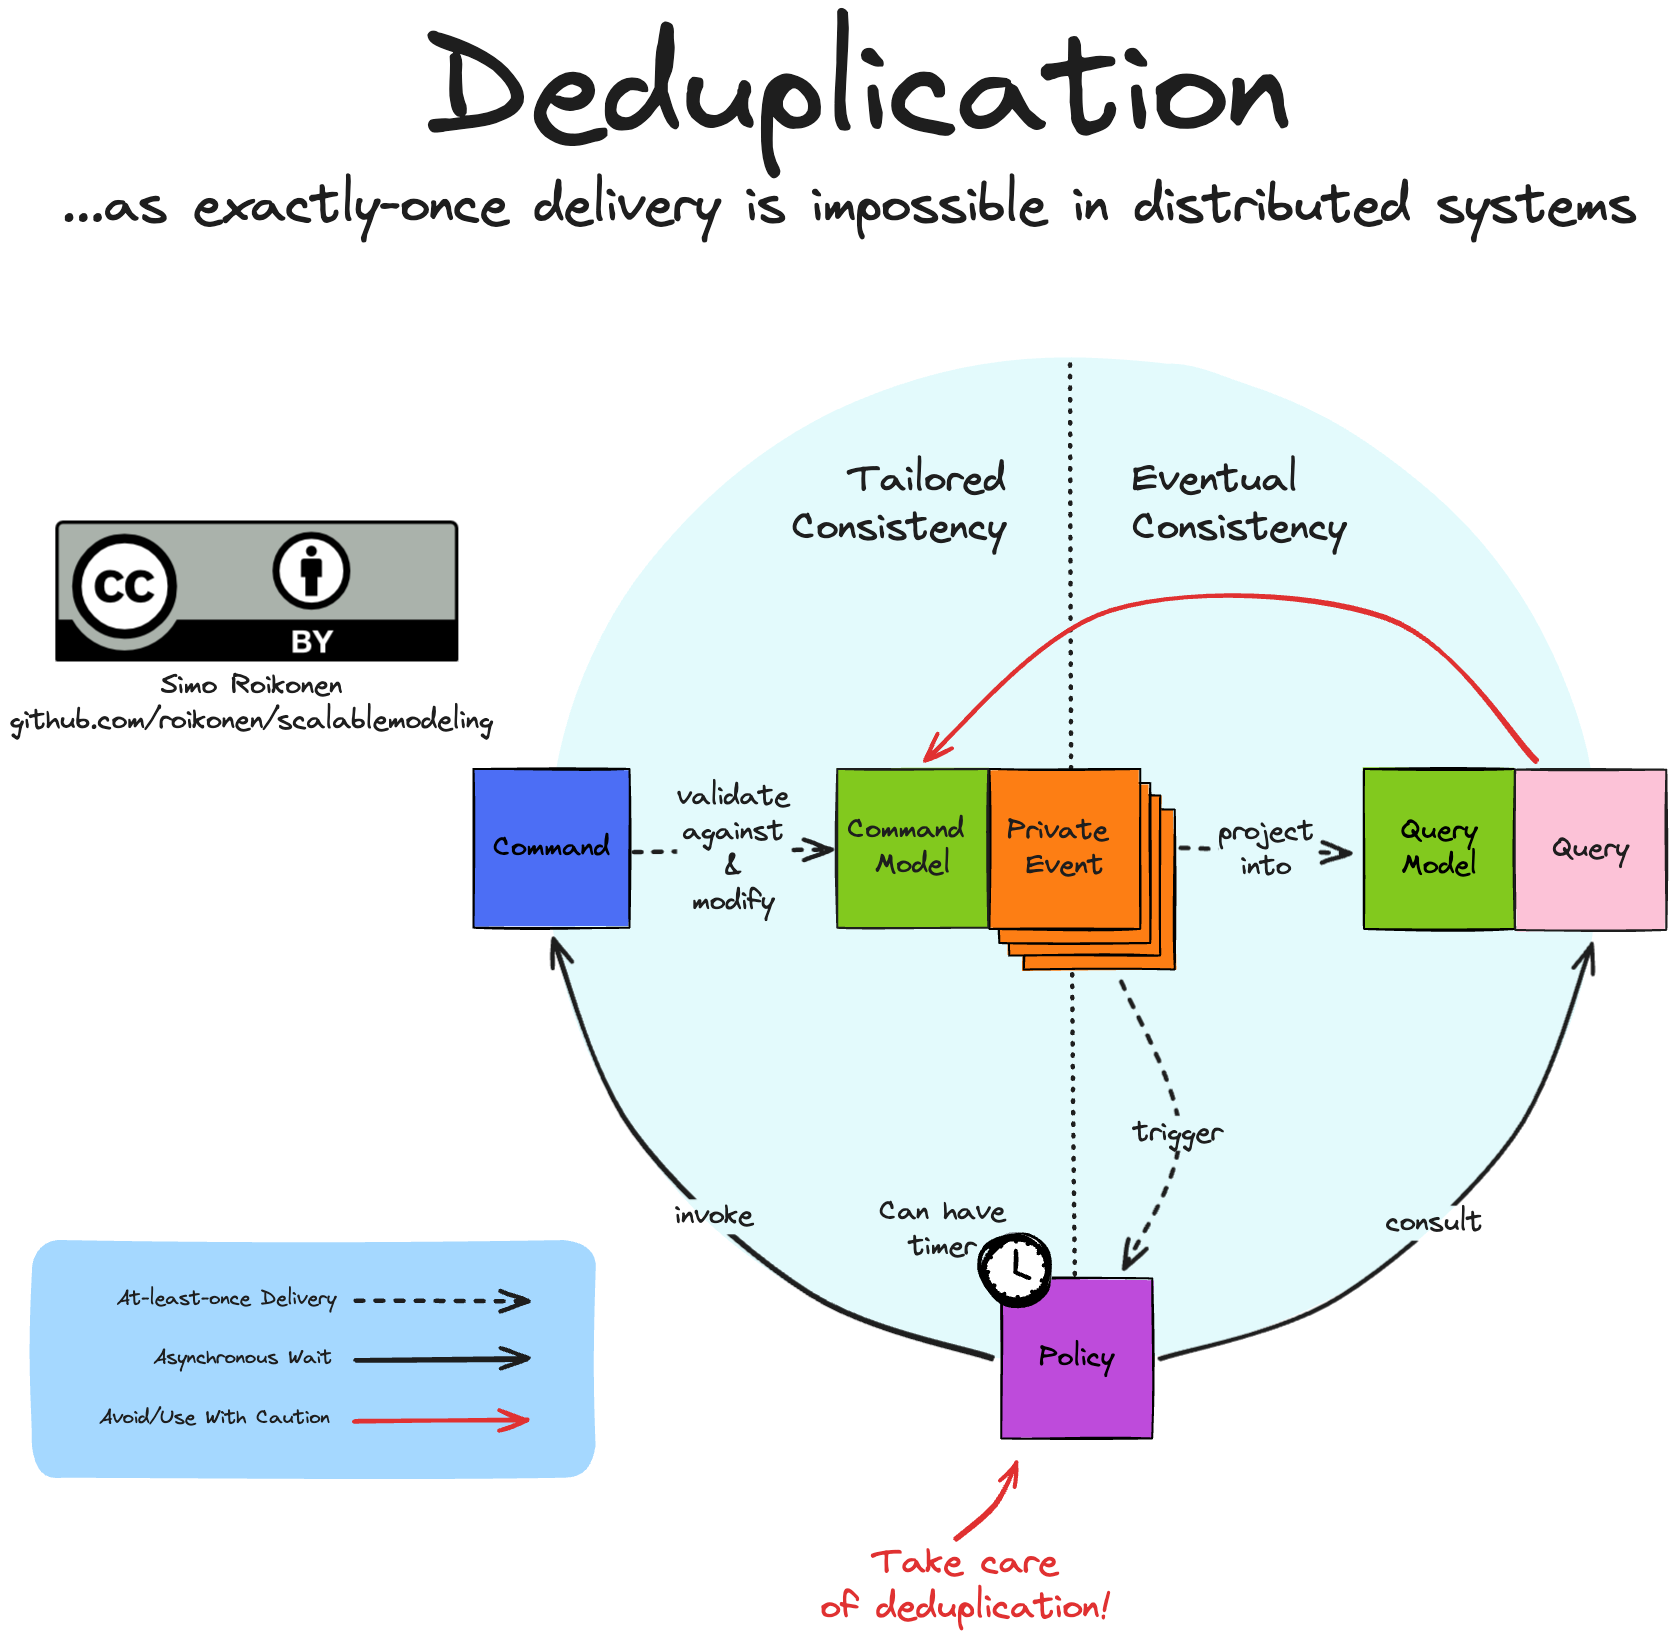 Deduplication
...as exactly-once delivery is impossible in distributed systems
Tailored
Consistency
Eventual
Consistency
CC
BY
Simo Roikonen
github.com/roikonen/scalablemodeling
Command
validate
against
&
modify
Command
Model
Private
Event
project
into
Query
Model
Query
trigger
invoke
Can have
timer
consult
Policy
At-least-once Delivery
Asynchronous Wait
Avoid/Use With Caution
Take care
of deduplication!